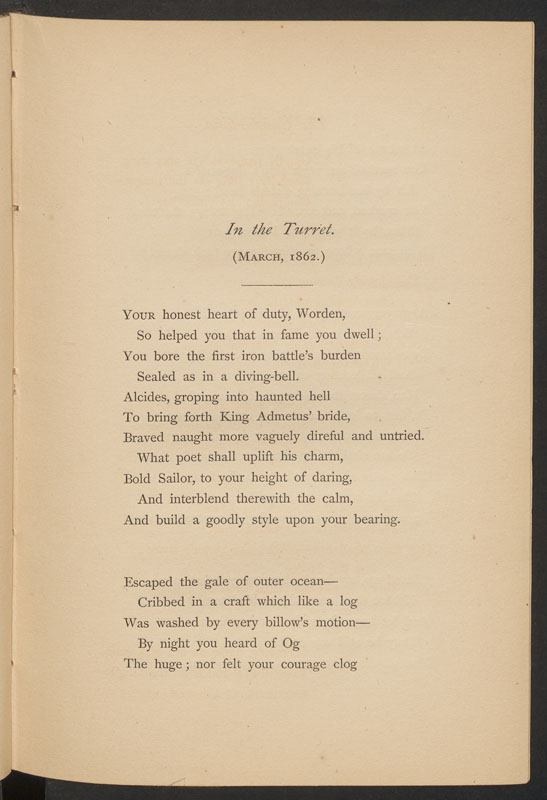 In the Turret.
(MARCH, 1862.)
YOUR honest heart of duty, Worden,
So helped you that in fame you dwell ;
You bore the first iron battle's burden
Sealed as in a diving-bell.
Alcides, groping into haunted hell
To bring forth King Admetus' bride,
Braved naught more vaguely direful and untried.
What poet shall uplift his charm,
Bold Sailor, to your height of daring,
And interblend therewith the calm,
And build a goodly style upon your bearing.
Escaped the gale of outer ocean—
Cribbed in a craft which like a log
Was washed by every billow's motion—
By night you heard of Og
The huge ; nor felt your courage clog